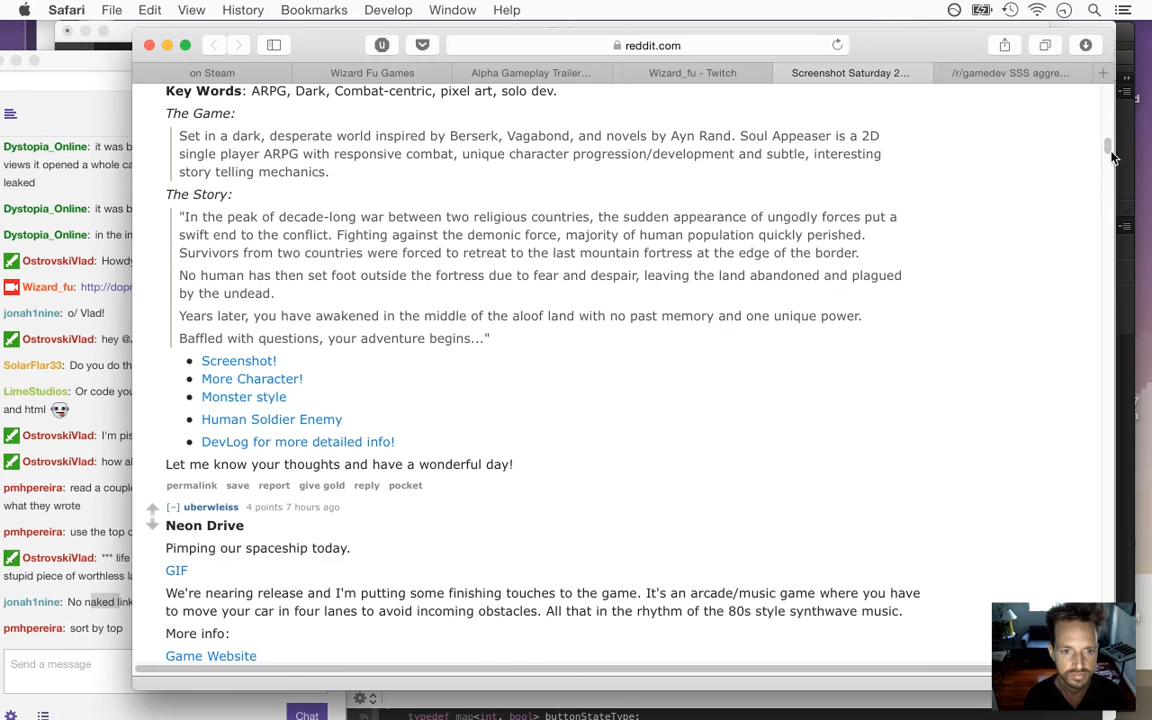 Safari File Edit View History Bookmarks Develop Window Help
reddit.com
on Steam Wizard Fu Games Alpha Gameplay Trailer... Wizard_fu - Twitch Screenshot Saturday 2... /r/gamedev SSS aggre...
Key Words: ARPG, Dark, Combat-centric, pixel art, solo dev.
The Game:
Set in a dark, desperate world inspired by Berserk, Vagabond, and novels by Ayn Rand. Soul Appeaser is a 2D
single player ARPG with responsive combat, unique character progression/development and subtle, interesting
story telling mechanics.
The Story:
"In the peak of decade-long war between two religious countries, the sudden appearance of ungodly forces put a
swift end to the conflict. Fighting against the demonic force, majority of human population quickly perished.
Survivors from two countries were forced to retreat to the last mountain fortress at the edge of the border.
No human has then set foot outside the fortress due to fear and despair, leaving the land abandoned and plagued
by the undead.
Years later, you have awakened in the middle of the aloof land with no past memory and one unique power.
Baffled with questions, your adventure begins..."
Screenshot!
More Character!
Monster style
Human Soldier Enemy
DevLog for more detailed info!
Let me know your thoughts and have a wonderful day!
permalink save report give gold reply pocket
[–] uberwleiss 4 points 7 hours ago
Neon Drive
Pimping our spaceship today.
GIF
We're nearing release and I'm putting some finishing touches to the game. It's an arcade/music game where you have
to move your car in four lanes to avoid incoming obstacles. All that in the rhythm of the 80s style synthwave music.
More info:
Game Website
Dystopia_Online: it was b
views it opened a whole ca
leaked
Dystopia_Online: it was b
Dystopia_Online: in the in
OstrovskiVlad: Howdy
Wizard_fu: http://dopr
jonah1nine: o/ Vlad!
OstrovskiVlad: hey @
SolarFlar33: Do you do th
LimeStudios: Or code you
and html
OstrovskiVlad: I'm pis
OstrovskiVlad: how al
pmhpereira: read a couple
what they wrote
pmhpereira: use the top c
OstrovskiVlad: *** life
stupid piece of worthless la
jonah1nine: No naked link
pmhpereira: sort by top
Send a message
Chat
typedef map<int, bool> buttonStateType;